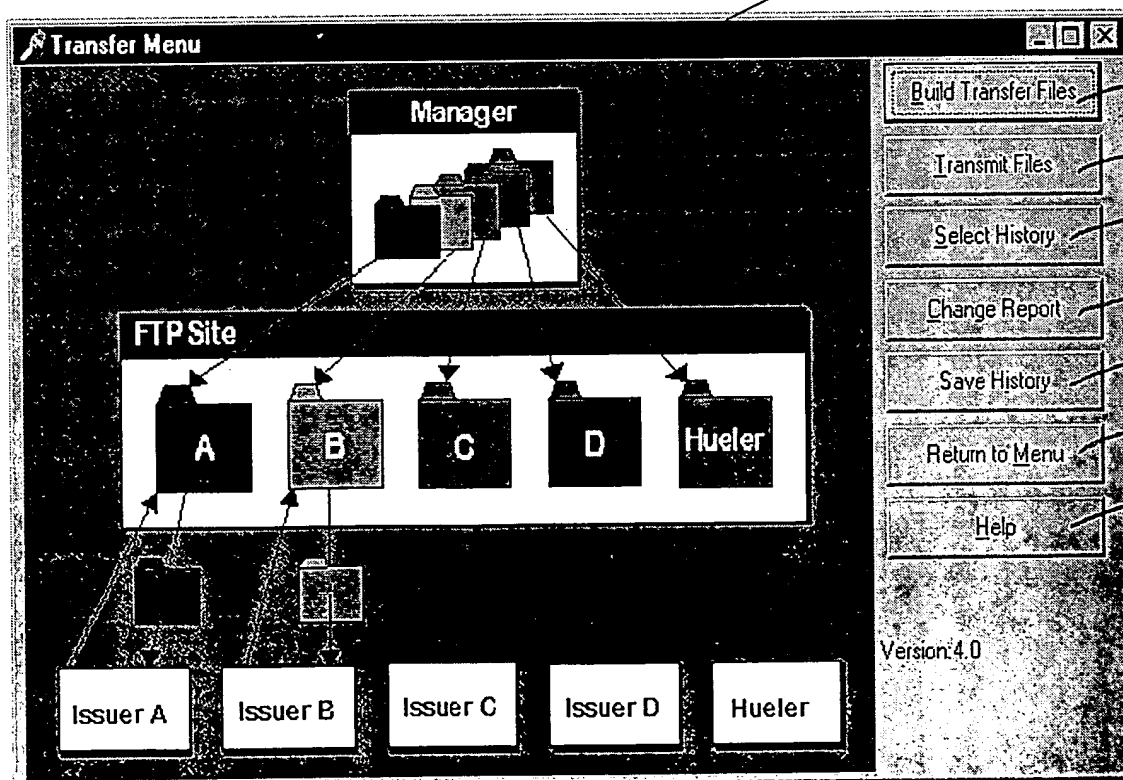 Transfer Menu
Manager
FTP Site
A
B
C
D
Hueler
Issuer A
Issuer B
Issuer C
Issuer D
Hueler
Build Transfer Files
Transmit Files
Select History
Change Report
Save History
Return to Menu
Help
Version:4.0